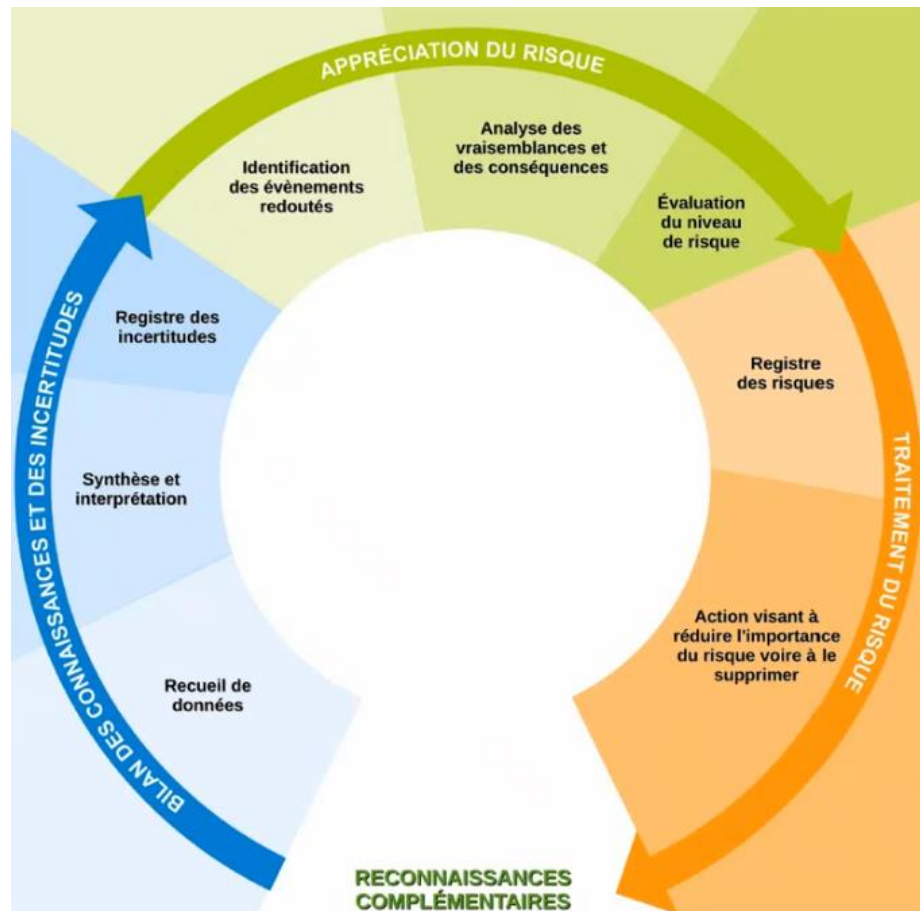 BILAN DES CONNAISSANCES ET DES INCERTITUDES
Recueil de
données
Synthèse et
interprétation
Registre des
incertitudes
APPRÉCIATION DU RISQUE
Identification
des évènements
redoutés
Analyse des
vraisemblances et
des conséquences
Évaluation
du niveau
de risque
TRAITEMENT DU RISQUE
Registre
des risques
Action visant à
réduire l'importance
du risque voire à le
supprimer
RECONNAISSANCES
COMPLÉMENTAIRES